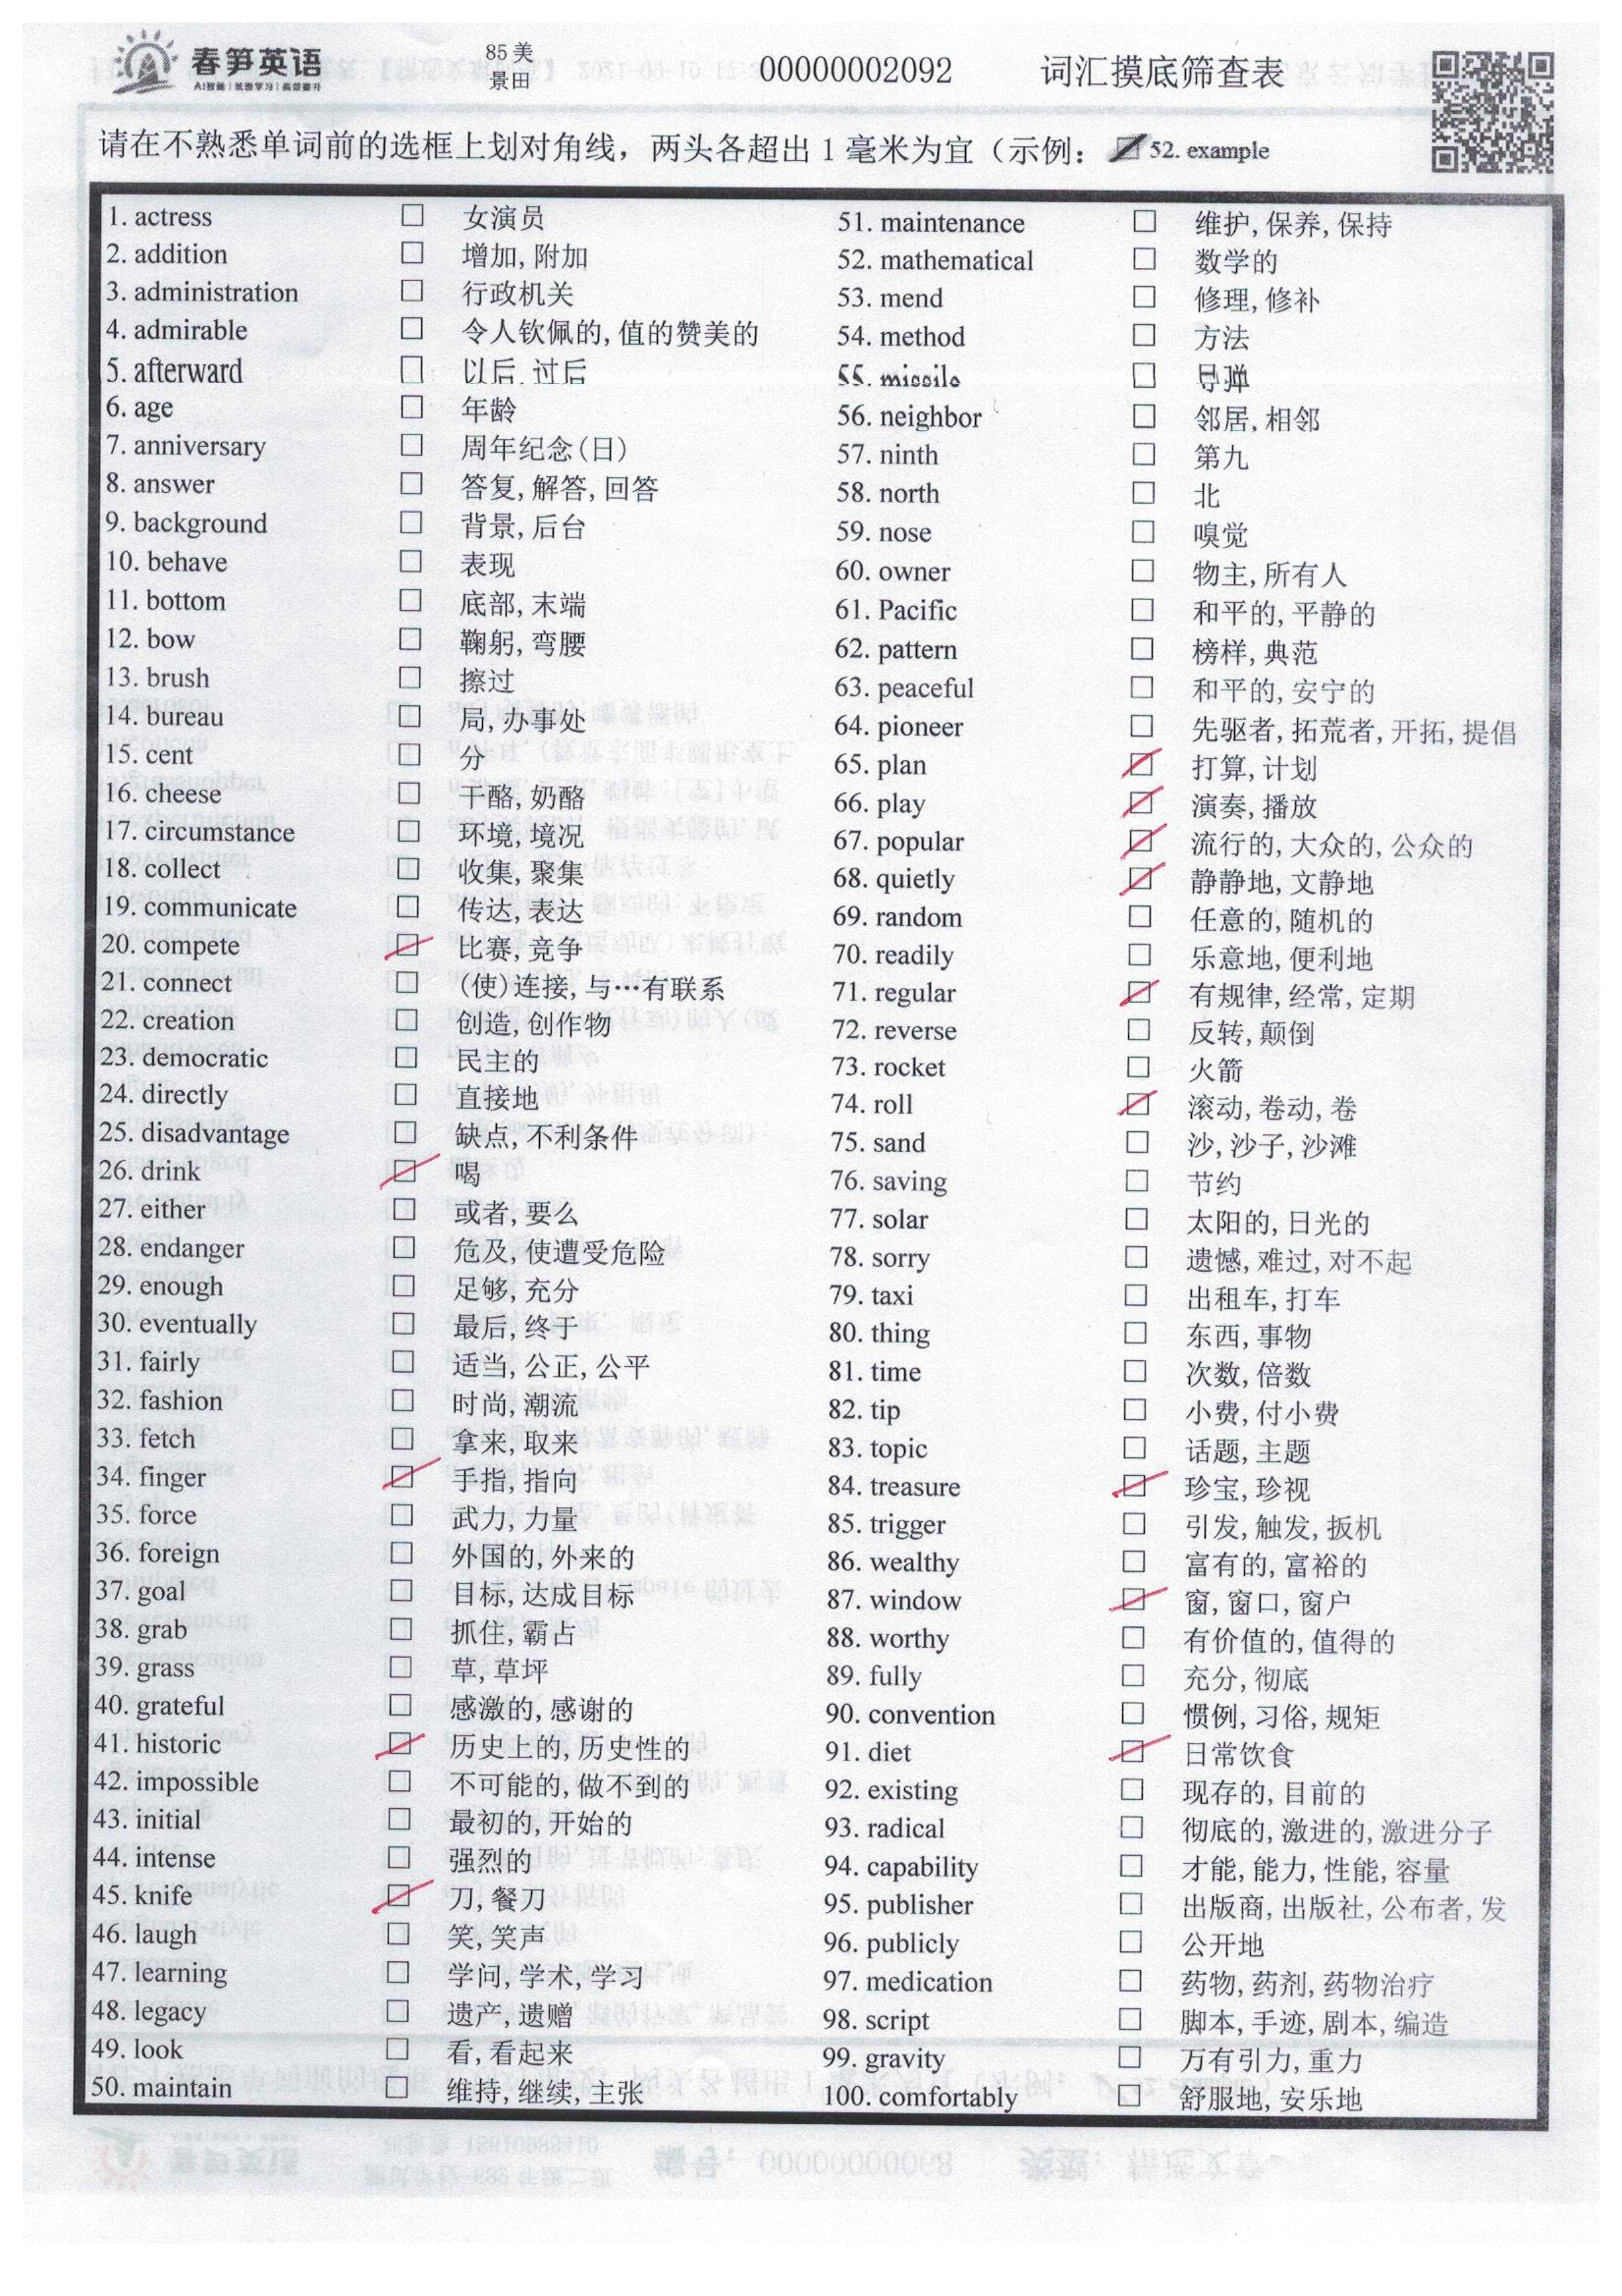 春笋英语
AI智能|氛围学习|高效提升
85美
景田
00000002092
词汇摸底筛查表
请在不熟悉单词前的选框上划对角线，两头各超出1毫米为宜（示例： 52. example
1. actress 女演员
2. addition 增加, 附加
3. administration 行政机关
4. admirable 令人钦佩的, 值的赞美的
5. afterward 以后, 过后
6. age 年龄
7. anniversary 周年纪念(日)
8. answer 答复, 解答, 回答
9. background 背景, 后台
10. behave 表现
11. bottom 底部, 末端
12. bow 鞠躬, 弯腰
13. brush 擦过
14. bureau 局, 办事处
15. cent 分
16. cheese 干酪, 奶酪
17. circumstance 环境, 境况
18. collect 收集, 聚集
19. communicate 传达, 表达
20. compete 比赛, 竞争
21. connect (使)连接, 与…有联系
22. creation 创造, 创作物
23. democratic 民主的
24. directly 直接地
25. disadvantage 缺点, 不利条件
26. drink 喝
27. either 或者, 要么
28. endanger 危及, 使遭受危险
29. enough 足够, 充分
30. eventually 最后, 终于
31. fairly 适当, 公正, 公平
32. fashion 时尚, 潮流
33. fetch 拿来, 取来
34. finger 手指, 指向
35. force 武力, 力量
36. foreign 外国的, 外来的
37. goal 目标, 达成目标
38. grab 抓住, 霸占
39. grass 草, 草坪
40. grateful 感激的, 感谢的
41. historic 历史上的, 历史性的
42. impossible 不可能的, 做不到的
43. initial 最初的, 开始的
44. intense 强烈的
45. knife 刀, 餐刀
46. laugh 笑, 笑声
47. learning 学问, 学术, 学习
48. legacy 遗产, 遗赠
49. look 看, 看起来
50. maintain 维持, 继续, 主张
51. maintenance 维护, 保养, 保持
52. mathematical 数学的
53. mend 修理, 修补
54. method 方法
55. missile 导弹
56. neighbor 邻居, 相邻
57. ninth 第九
58. north 北
59. nose 嗅觉
60. owner 物主, 所有人
61. Pacific 和平的, 平静的
62. pattern 榜样, 典范
63. peaceful 和平的, 安宁的
64. pioneer 先驱者, 拓荒者, 开拓, 提倡
65. plan 打算, 计划
66. play 演奏, 播放
67. popular 流行的, 大众的, 公众的
68. quietly 静静地, 文静地
69. random 任意的, 随机的
70. readily 乐意地, 便利地
71. regular 有规律, 经常, 定期
72. reverse 反转, 颠倒
73. rocket 火箭
74. roll 滚动, 卷动, 卷
75. sand 沙, 沙子, 沙滩
76. saving 节约
77. solar 太阳的, 日光的
78. sorry 遗憾, 难过, 对不起
79. taxi 出租车, 打车
80. thing 东西, 事物
81. time 次数, 倍数
82. tip 小费, 付小费
83. topic 话题, 主题
84. treasure 珍宝, 珍视
85. trigger 引发, 触发, 扳机
86. wealthy 富有的, 富裕的
87. window 窗, 窗口, 窗户
88. worthy 有价值的, 值得的
89. fully 充分, 彻底
90. convention 惯例, 习俗, 规矩
91. diet 日常饮食
92. existing 现存的, 目前的
93. radical 彻底的, 激进的, 激进分子
94. capability 才能, 能力, 性能, 容量
95. publisher 出版商, 出版社, 公布者, 发
96. publicly 公开地
97. medication 药物, 药剂, 药物治疗
98. script 脚本, 手迹, 剧本, 编造
99. gravity 万有引力, 重力
100. comfortably 舒服地, 安乐地